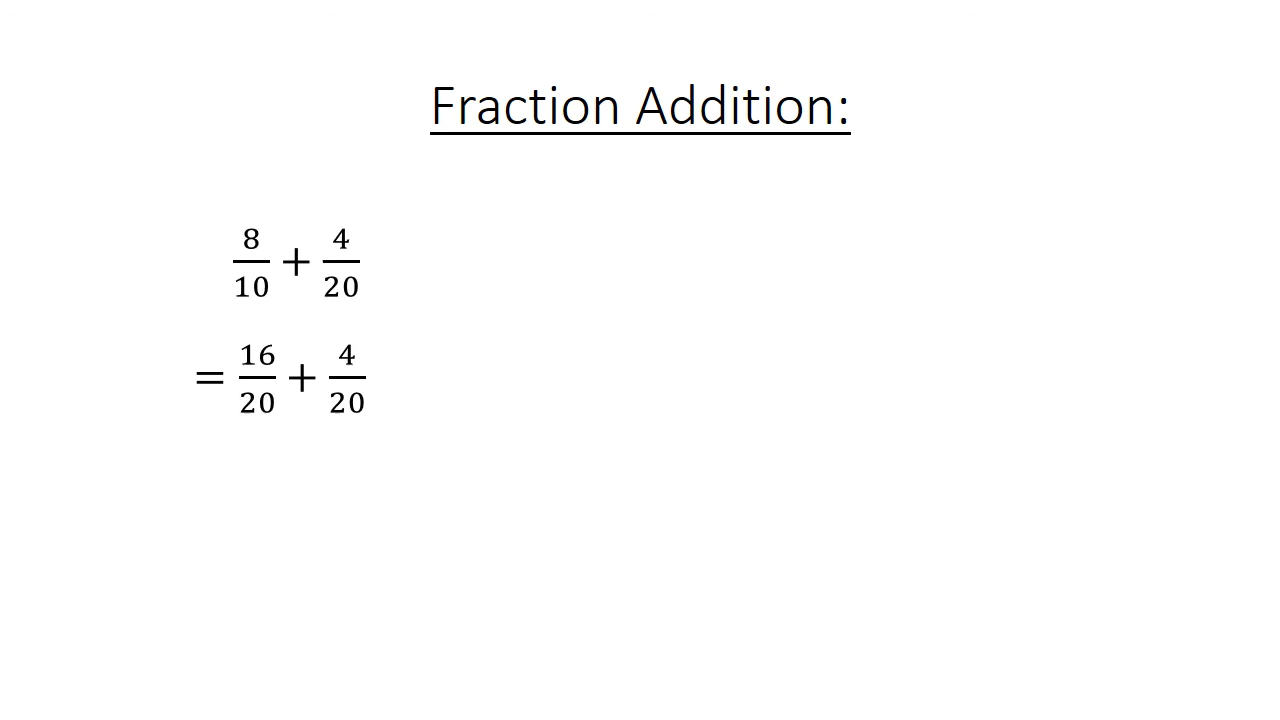 Fraction Addition:
8/10 + 4/20
= 16/20 + 4/20